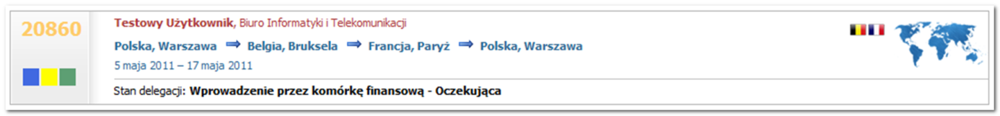 20860
Testowy Użytkownik, Biuro Informatyki i Telekomunikacji
Polska, Warszawa ⇒ Belgia, Bruksela ⇒ Francja, Paryż ⇒ Polska, Warszawa
5 maja 2011 – 17 maja 2011
Stan delegacji: Wprowadzenie przez komórkę finansową - Oczekująca